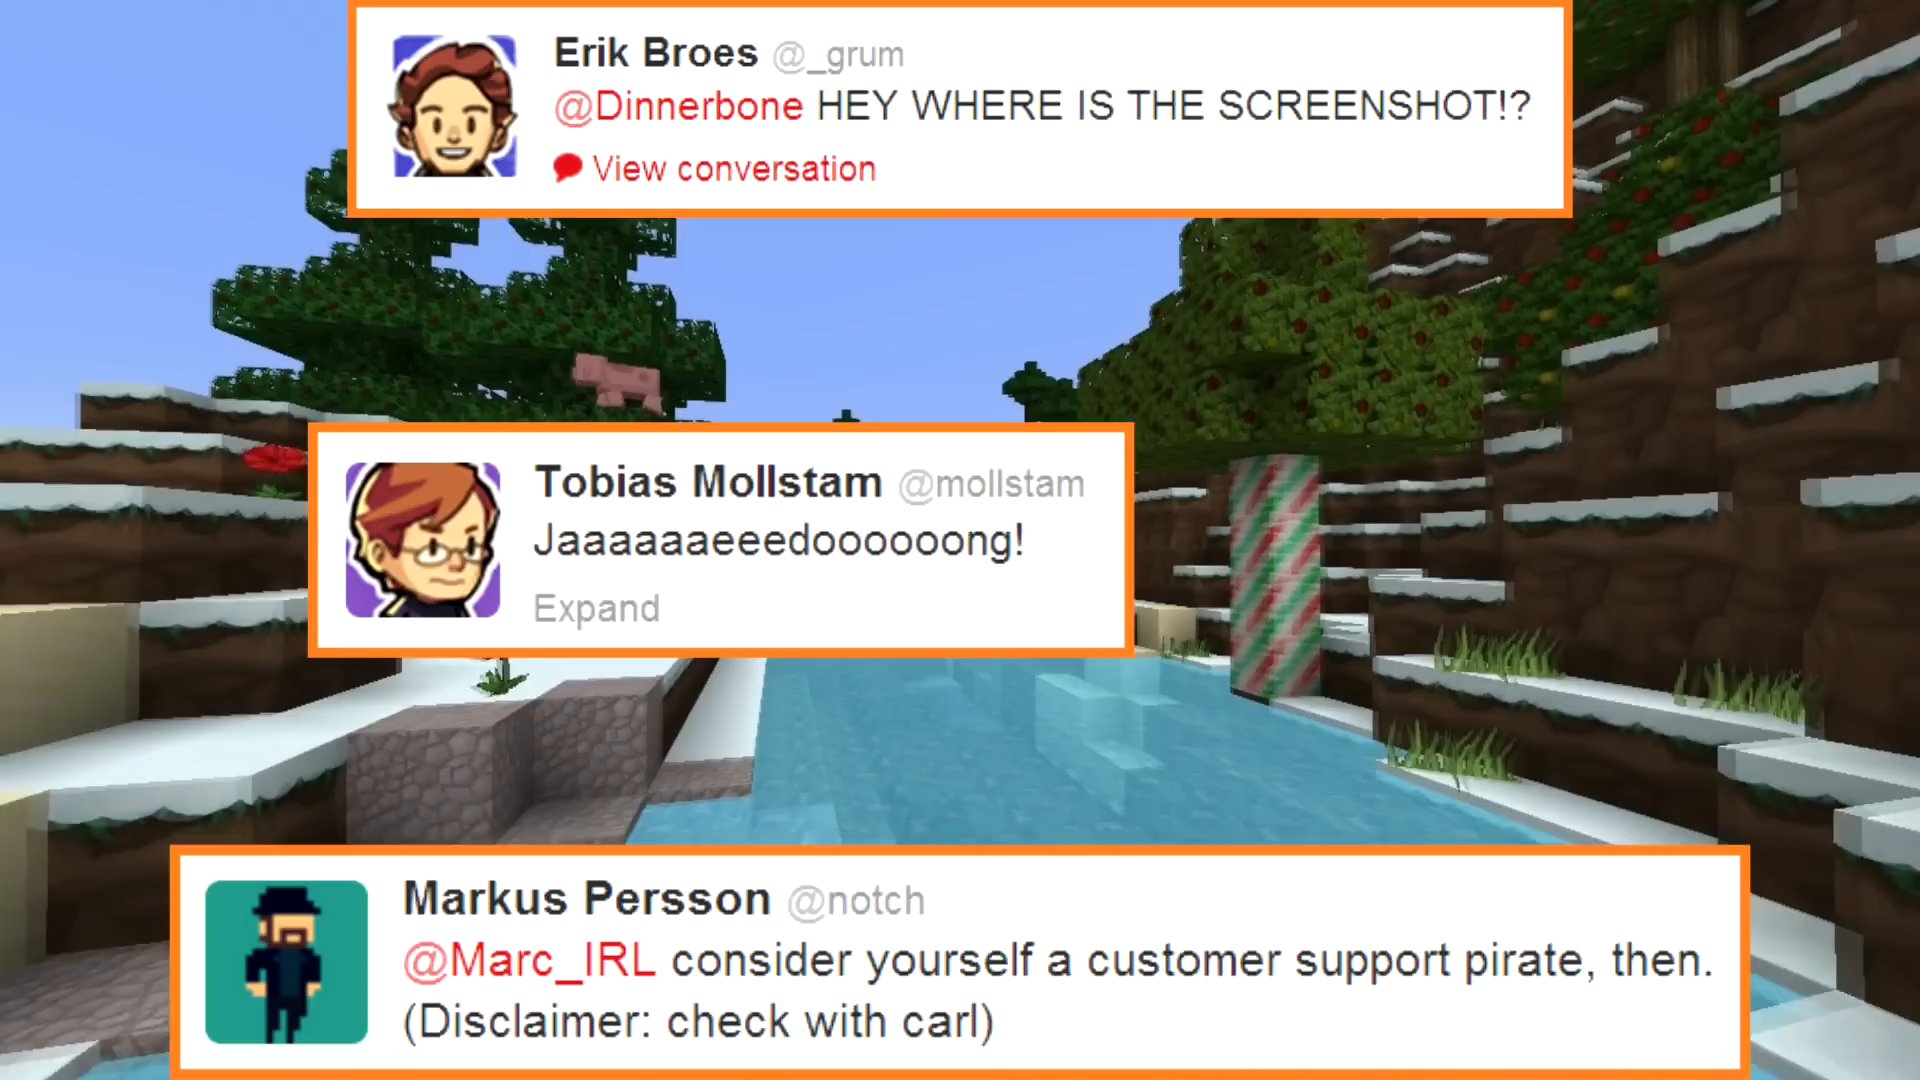 Erik Broes @_grum
@Dinnerbone HEY WHERE IS THE SCREENSHOT!?
View conversation
Tobias Mollstam @mollstam
Jaaaaaaeeedoooooong!
Expand
Markus Persson @notch
@Marc_IRL consider yourself a customer support pirate, then.
(Disclaimer: check with carl)